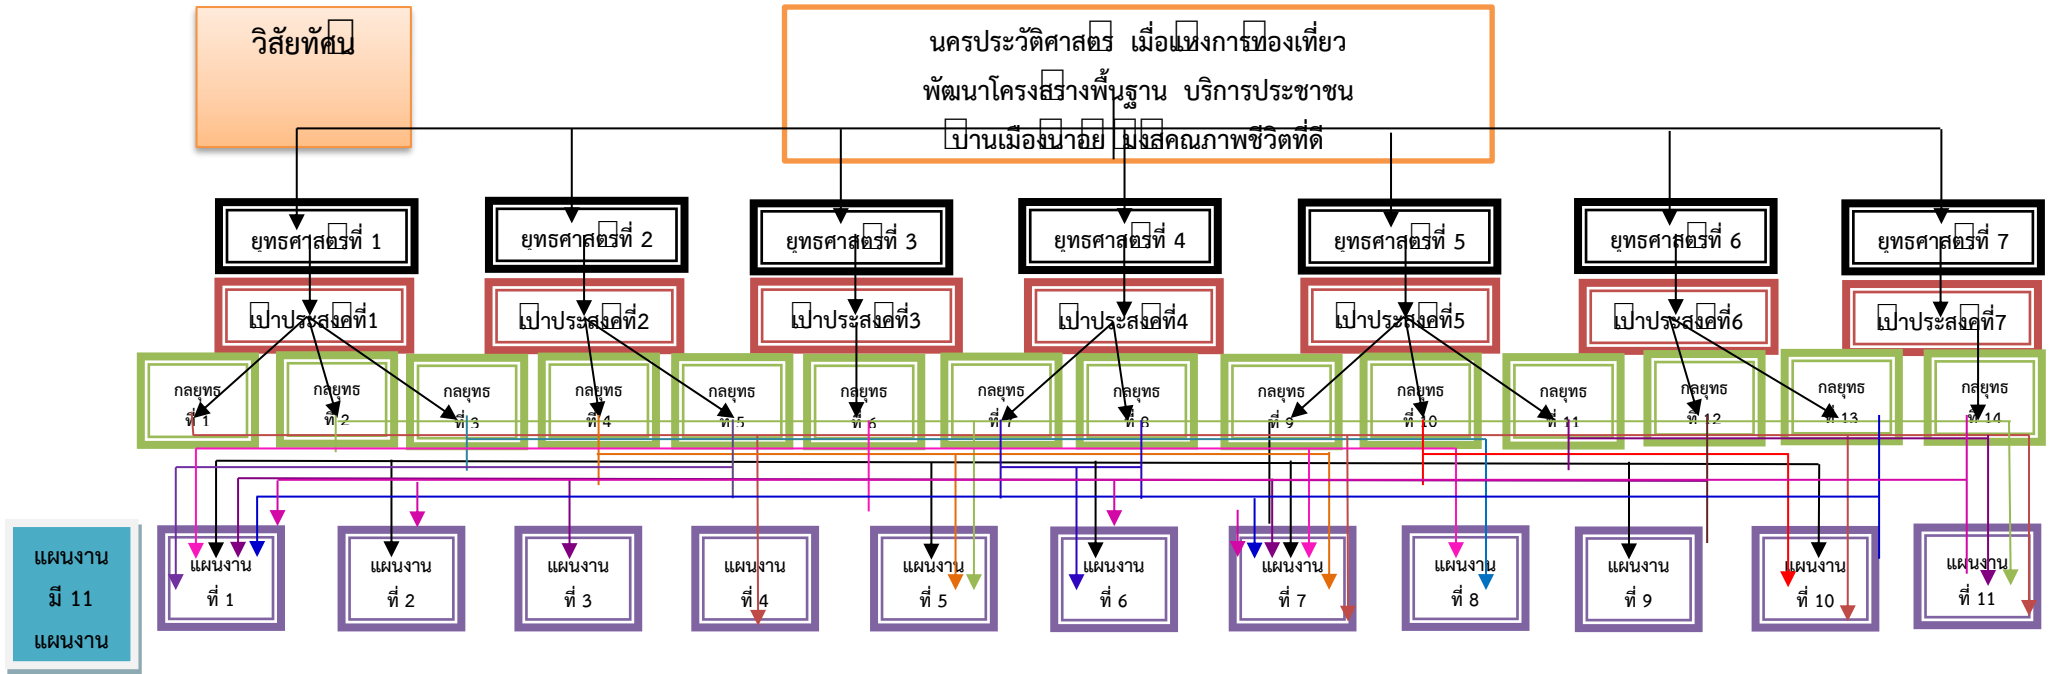 วิสัยทัศน
นครประวัติศาสตร เมื่อแหงการทองเที่ยว
พัฒนาโครงสรางพื้นฐาน บริการประชาชน
บานเมืองนาอย มงสคณภาพชีวิตที่ดี
ยุทธศาสตรที่ 1
ยุทธศาสตรที่ 2
ยุทธศาสตรที่ 3
ยุทธศาสตรที่ 4
ยุทธศาสตรที่ 5
ยุทธศาสตรที่ 6
ยุทธศาสตรที่ 7
เปาประสงคที่1
เปาประสงคที่2
เปาประสงคที่3
เปาประสงคที่4
เปาประสงคที่5
เปาประสงคที่6
เปาประสงคที่7
กลยุทธ
ที่ 1
กลยุทธ
ที่ 2
กลยุทธ
ที่ 3
กลยุทธ
ที่ 4
กลยุทธ
ที่ 5
กลยุทธ
ที่ 6
กลยุทธ
ที่ 7
กลยุทธ
ที่ 8
กลยุทธ
ที่ 9
กลยุทธ
ที่ 10
กลยุทธ
ที่ 11
กลยุทธ
ที่ 12
กลยุทธ
ที่ 13
กลยุทธ
ที่ 14
แผนงาน
มี 11
แผนงาน
แผนงาน
ที่ 1
แผนงาน
ที่ 2
แผนงาน
ที่ 3
แผนงาน
ที่ 4
แผนงาน
ที่ 5
แผนงาน
ที่ 6
แผนงาน
ที่ 7
แผนงาน
ที่ 8
แผนงาน
ที่ 9
แผนงาน
ที่ 10
แผนงาน
ที่ 11